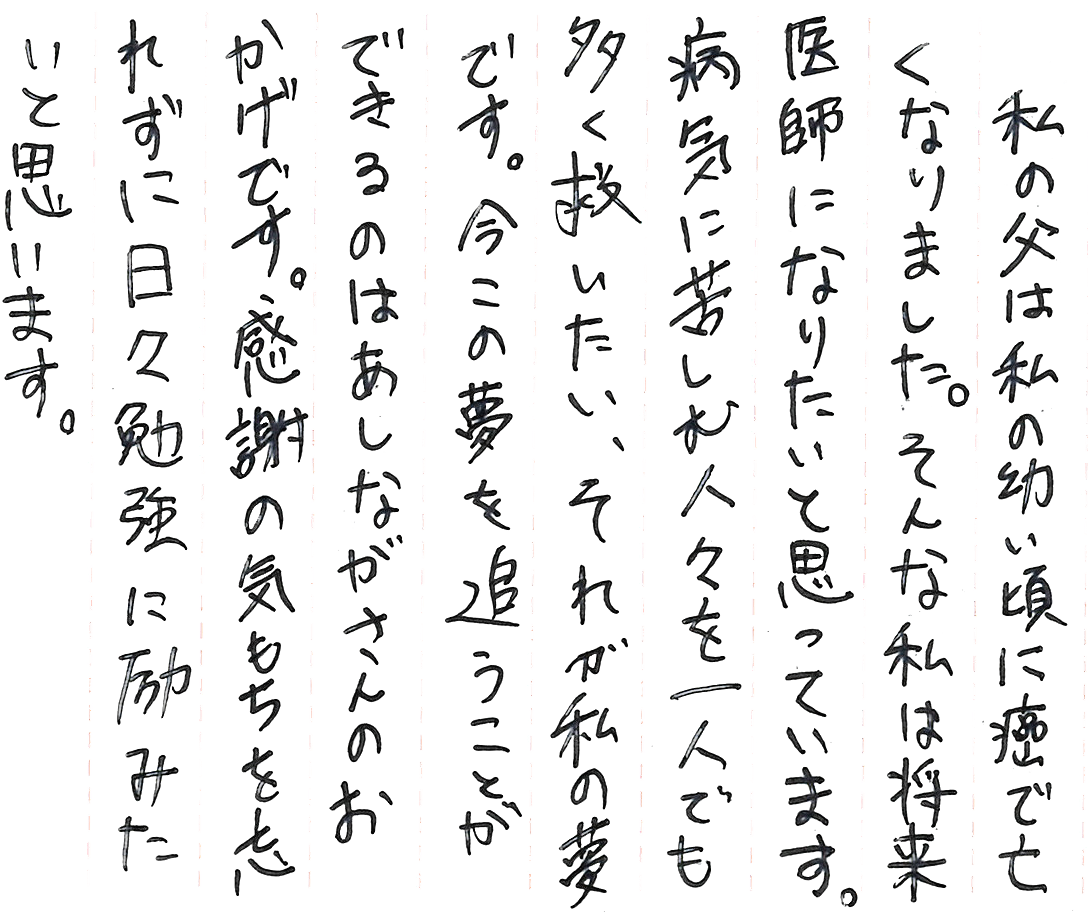 私の父は私の幼い頃に癌で亡
くなりました。そんな私は将来
医師になりたいと思っています。
病気に苦しむ人々を一人でも
多く救いたい、それが私の夢
です。今この夢を追うことが
できるのはあしながさんのお
かげです。感謝の気もちを忘
れずに日々勉強に励みた
いと思います。